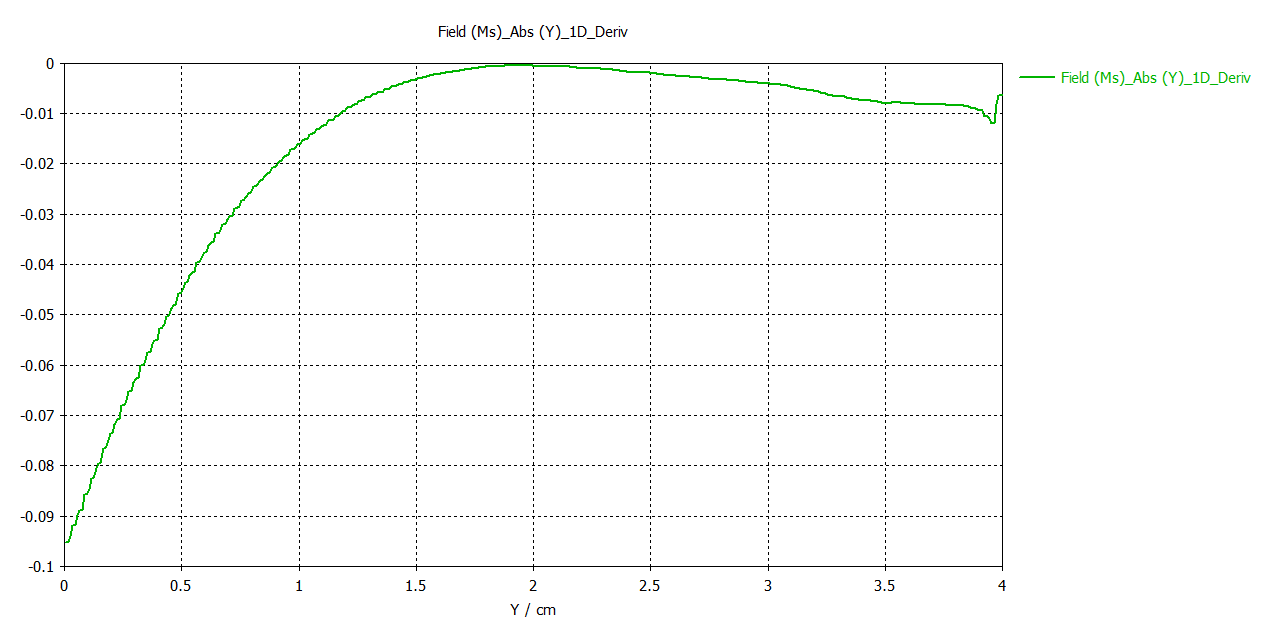 Field (Ms)_Abs (Y)_1D_Deriv
0
-0.01
-0.02
-0.03
-0.04
-0.05
-0.06
-0.07
-0.08
-0.09
-0.1
0 0.5 1 1.5 2 2.5 3 3.5 4
Y / cm
Field (Ms)_Abs (Y)_1D_Deriv